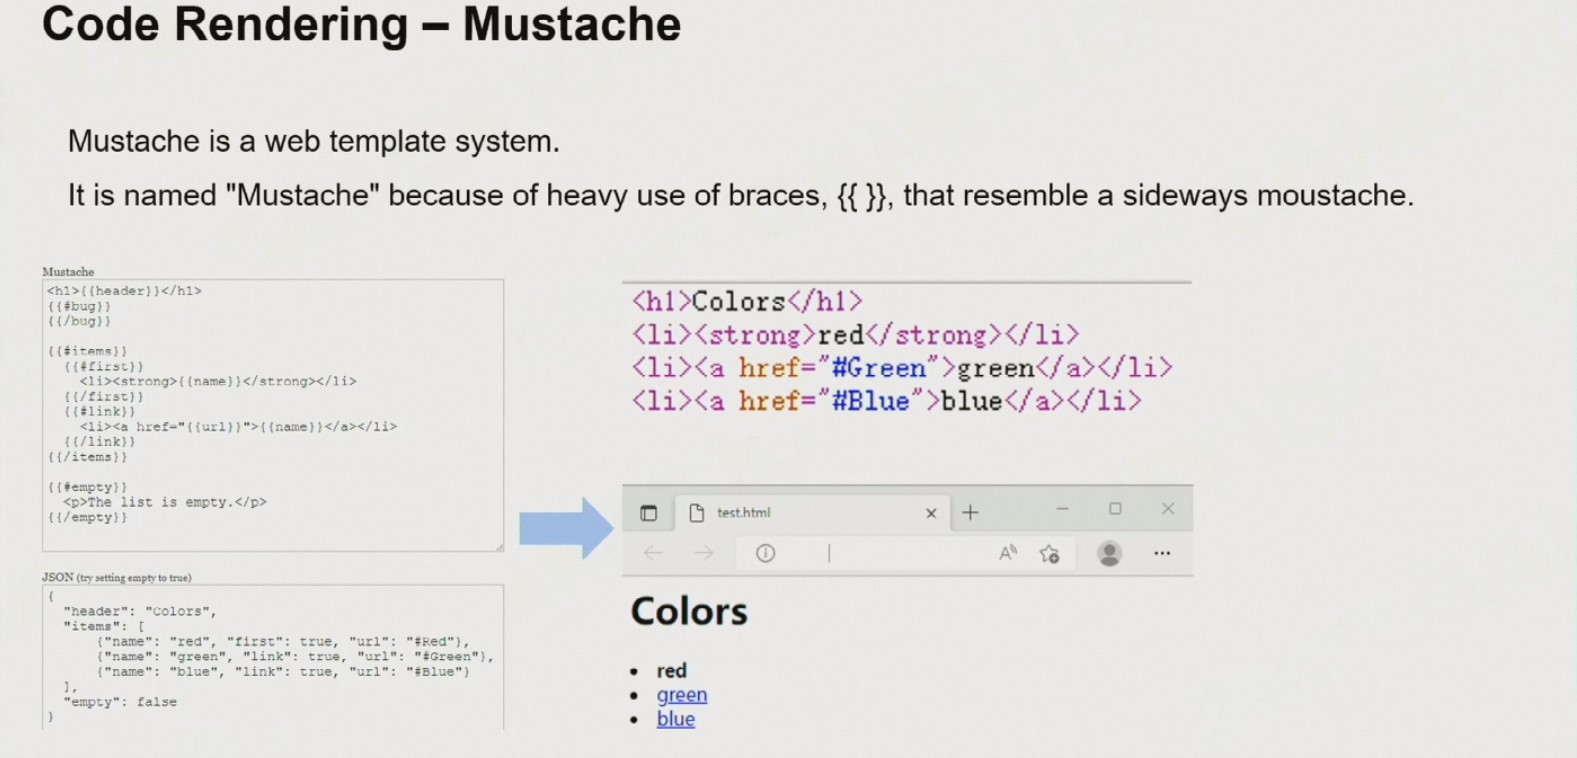 Code Rendering – Mustache
Mustache is a web template system.
It is named "Mustache" because of heavy use of braces, {{ }}, that resemble a sideways moustache.
Mustache
<h1>{{header}}</h1>
{{#bug}}
{{/bug}}
{{#items}}
{{#first}}
<li><strong>{{name}}</strong></li>
{{/first}}
{{#link}}
<li><a href="{{url}}">{{name}}</a></li>
{{/link}}
{{/items}}
{{#empty}}
<p>The list is empty.</p>
{{/empty}}
JSON (try setting empty to true)
{
"header": "Colors",
"items": [
{"name": "red", "first": true, "url": "#Red"},
{"name": "green", "link": true, "url": "#Green"},
{"name": "blue", "link": true, "url": "#Blue"}
],
"empty": false
}
<h1>Colors</h1>
<li><strong>red</strong></li>
<li><a href="#Green">green</a></li>
<li><a href="#Blue">blue</a></li>
test.html
Colors
• red
• green
• blue